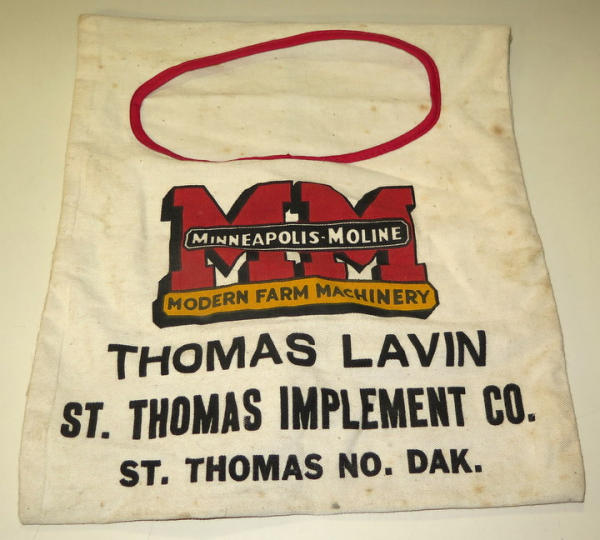 MM
MINNEAPOLIS-MOLINE
MODERN FARM MACHINERY
THOMAS LAVIN
ST. THOMAS IMPLEMENT CO.
ST. THOMAS NO. DAK.